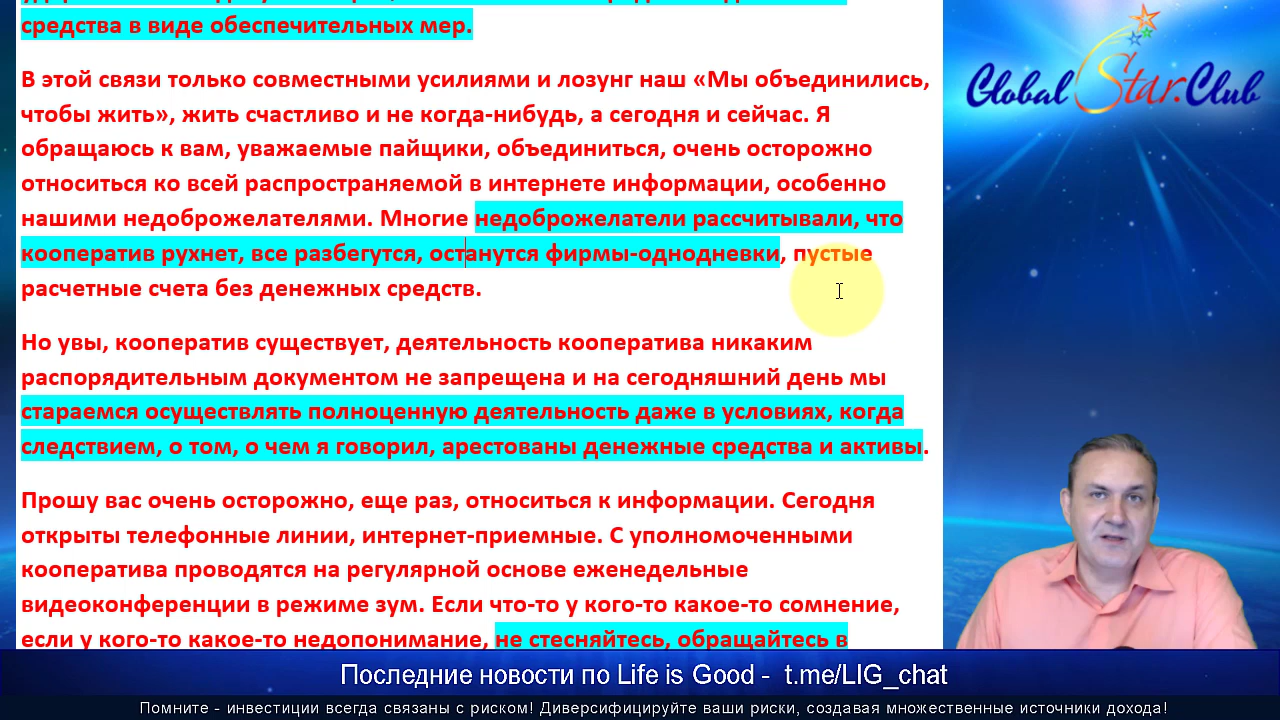 средства в виде обеспечительных мер.
В этой связи только совместными усилиями и лозунг наш «Мы объединились,
чтобы жить», жить счастливо и не когда-нибудь, а сегодня и сейчас. Я
обращаюсь к вам, уважаемые пайщики, объединиться, очень осторожно
относиться ко всей распространяемой в интернете информации, особенно
нашими недоброжелателями. Многие недоброжелатели рассчитывали, что
кооператив рухнет, все разбегутся, останутся фирмы-однодневки, пустые
расчетные счета без денежных средств.
Но увы, кооператив существует, деятельность кооператива никаким
распорядительным документом не запрещена и на сегодняшний день мы
стараемся осуществлять полноценную деятельность даже в условиях, когда
следствием, о том, о чем я говорил, арестованы денежные средства и активы.
Прошу вас очень осторожно, еще раз, относиться к информации. Сегодня
открыты телефонные линии, интернет-приемные. С уполномоченными
кооператива проводятся на регулярной основе еженедельные
видеоконференции в режиме зум. Если что-то у кого-то какое-то сомнение,
если у кого-то какое-то недопонимание, не стесняйтесь, обращайтесь в
Global Star.Club
Последние новости по Life is Good - t.me/LIG_chat
Помните - инвестиции всегда связаны с риском! Диверсифицируйте ваши риски, создавая множественные источники дохода!